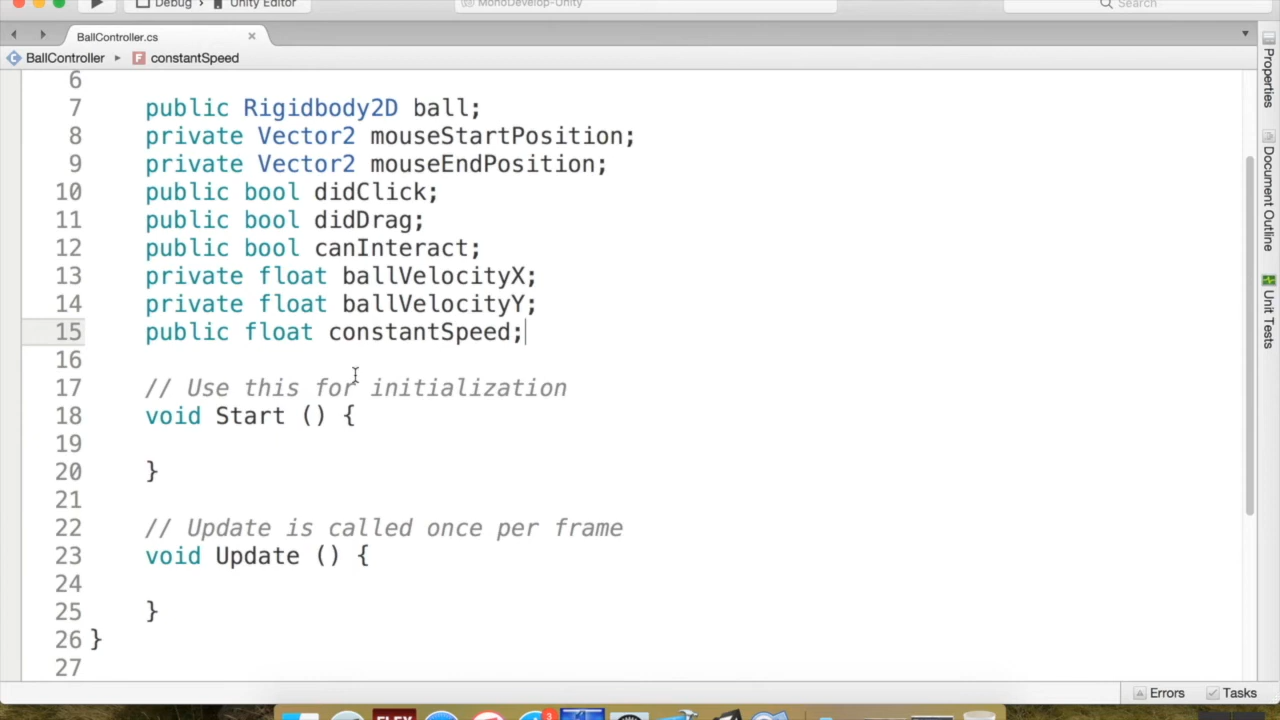 Debug
Unity Editor
MonoDevelop-Unity
Search
BallController.cs
BallController
constantSpeed
6
7 public Rigidbody2D ball;
8 private Vector2 mouseStartPosition;
9 private Vector2 mouseEndPosition;
10 public bool didClick;
11 public bool didDrag;
12 public bool canInteract;
13 private float ballVelocityX;
14 private float ballVelocityY;
15 public float constantSpeed;
16
17 // Use this for initialization
18 void Start () {
19
20 }
21
22 // Update is called once per frame
23 void Update () {
24
25 }
26 }
27
Properties
Document Outline
Unit Tests
Errors
Tasks
FLEX
3